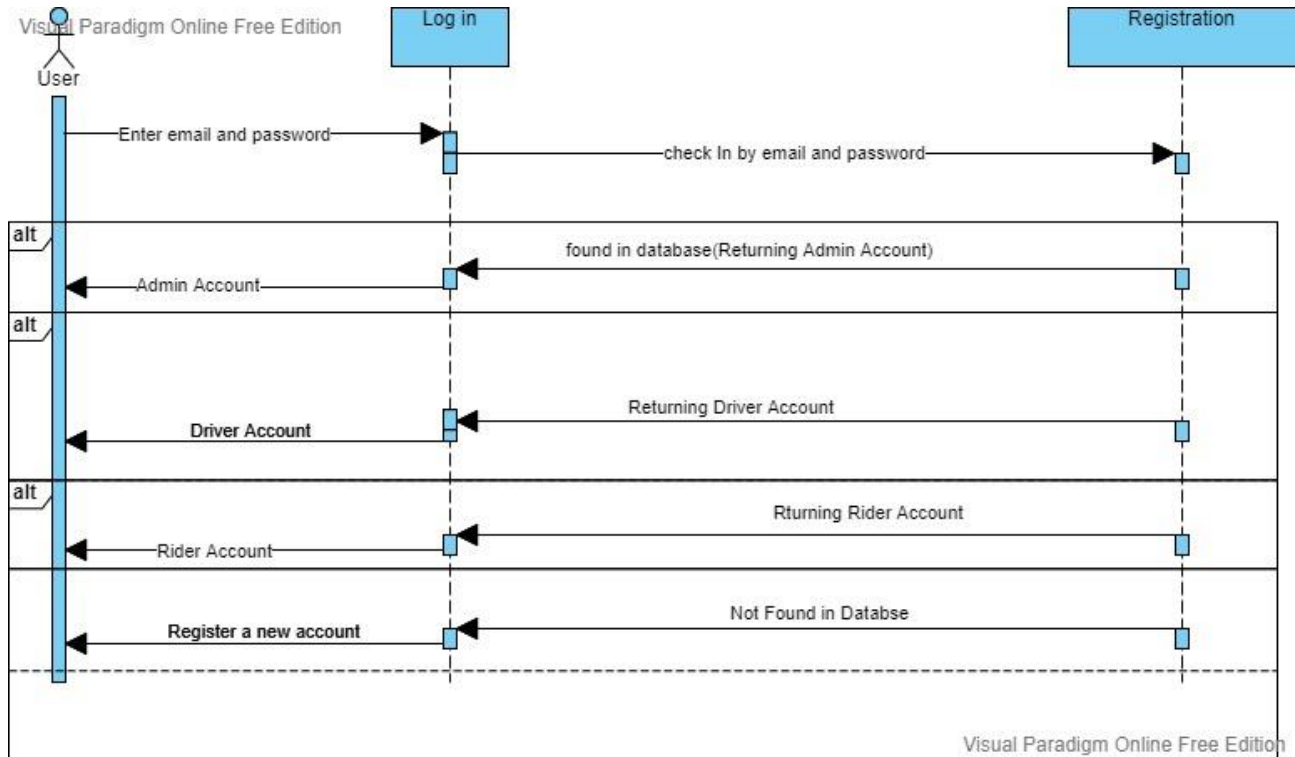 Visual Paradigm Online Free Edition
Log in
Registration
User
Enter email and password
check In by email and password
alt
found in database(Returning Admin Account)
Admin Account
alt
Returning Driver Account
Driver Account
alt
Rturning Rider Account
Rider Account
Not Found in Databse
Register a new account
Visual Paradigm Online Free Edition